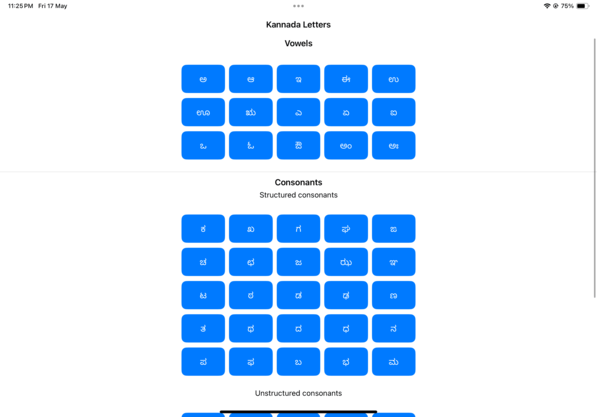 11:25 PM Fri 17 May
75%
Kannada Letters
Vowels
ಅ ಆ ಇ ಈ ಉ
ಊ ಋ ಎ ಏ ಐ
ಒ ಓ ಔ ಅಂ ಅಃ
Consonants
Structured consonants
ಕ ಖ ಗ ಘ ಙ
ಚ ಛ ಜ ಝ ಞ
ಟ ಠ ಡ ಢ ಣ
ತ ಥ ದ ಧ ನ
ಪ ಫ ಬ ಭ ಮ
Unstructured consonants